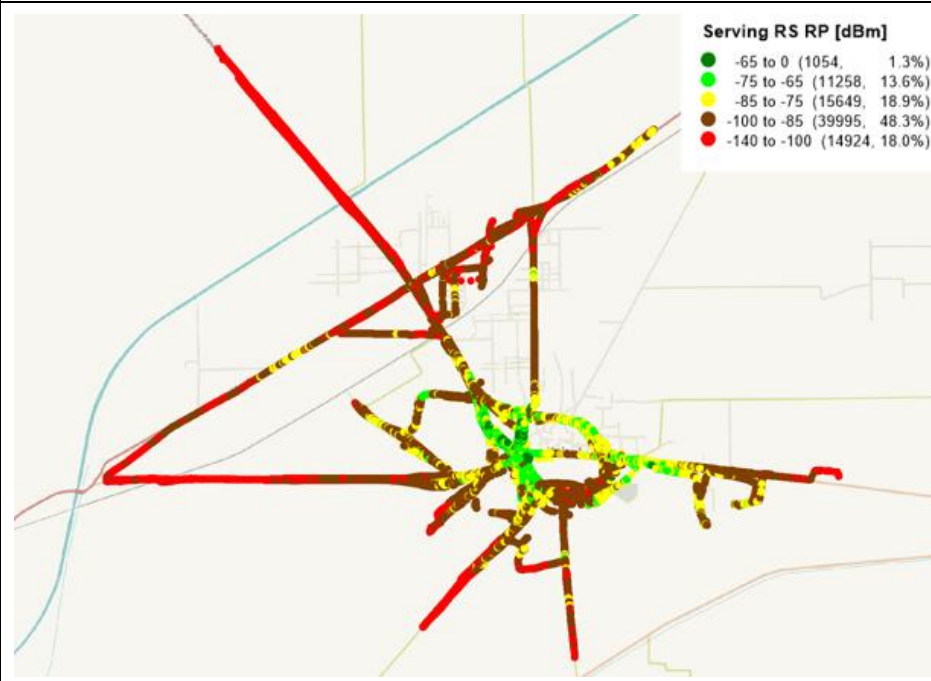 Serving RS RP [dBm]
-65 to 0 (1054, 1.3%)
-75 to -65 (11258, 13.6%)
-85 to -75 (15649, 18.9%)
-100 to -85 (39995, 48.3%)
-140 to -100 (14924, 18.0%)